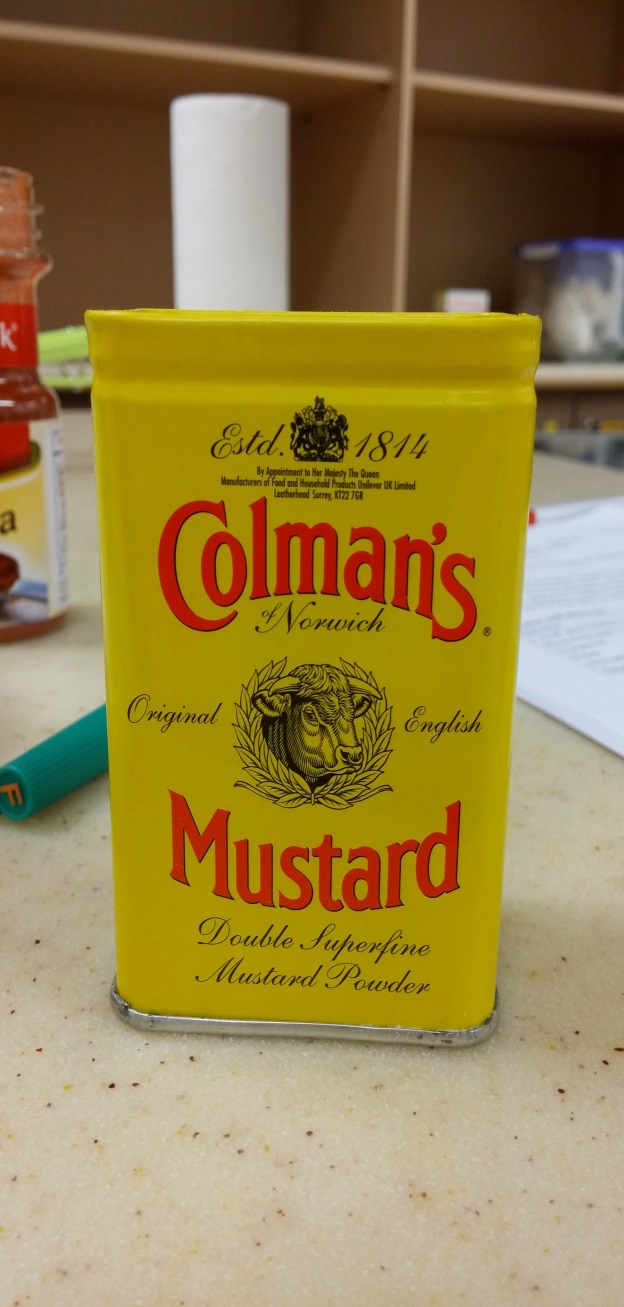 Estd. 1814
By Appointment to Her Majesty The Queen
Manufacturers of Food and Household Products Unilever UK Limited
Leatherhead Surrey, KT22 7GR
Colman's
of Norwich
®
Original English
Mustard
Double Superfine
Mustard Powder
k'
a
F